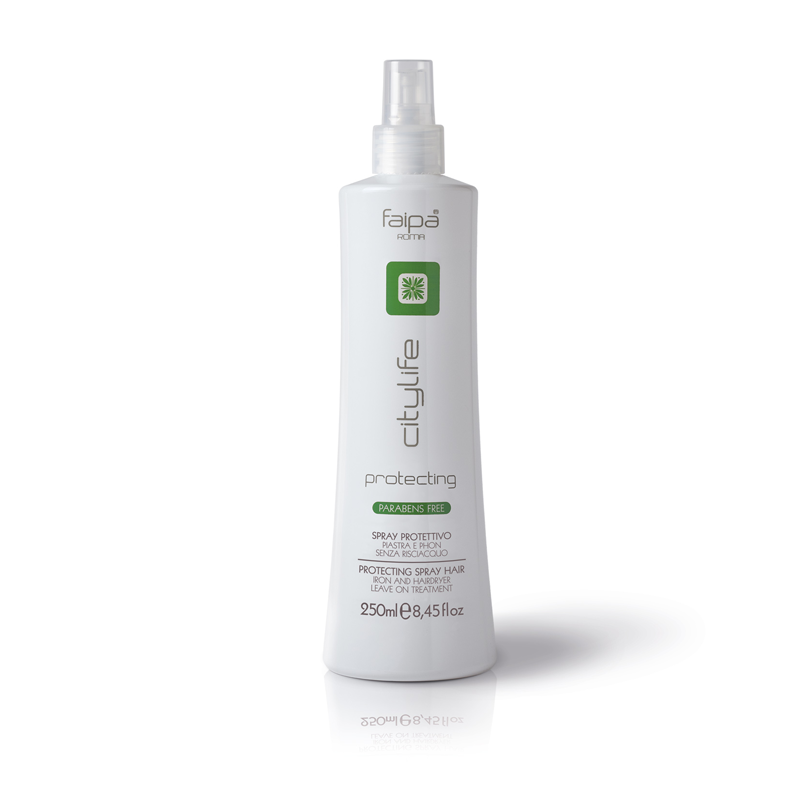 faipa®
ROMA
citylife
protecting
PARABENS FREE
SPRAY PROTETTIVO
PIASTRA E PHON
SENZA RISCIACQUO
PROTECTING SPRAY HAIR
IRON AND HAIRDRYER
LEAVE ON TREATMENT
250ml℮8,45fl oz